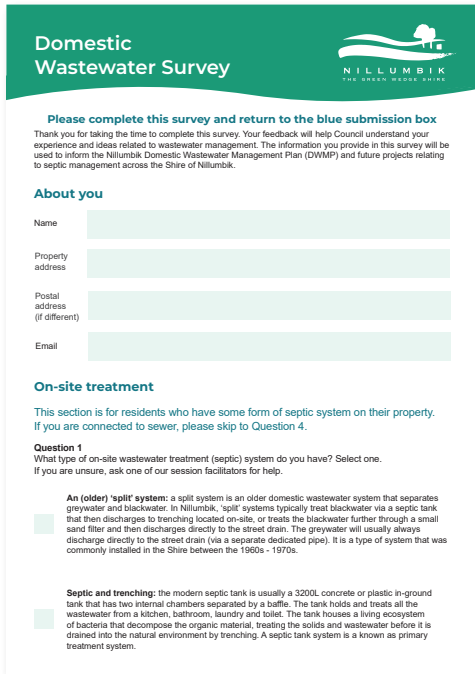 Domestic
Wastewater Survey
NILLUMBIK
THE GREEN WEDGE SHIRE
Please complete this survey and return to the blue submission box
Thank you for taking the time to complete this survey. Your feedback will help Council understand your
experience and ideas related to wastewater management. The information you provide in this survey will be
used to inform the Nillumbik Domestic Wastewater Management Plan (DWMP) and future projects relating
to septic management across the Shire of Nillumbik.
About you
Name
Property
address
Postal
address
(if different)
Email
On-site treatment
This section is for residents who have some form of septic system on their property.
If you are connected to sewer, please skip to Question 4.
Question 1
What type of on-site wastewater treatment (septic) system do you have? Select one.
If you are unsure, ask one of our session facilitators for help.
An (older) ‘split’ system: a split system is an older domestic wastewater system that separates
greywater and blackwater. In Nillumbik, ‘split’ systems typically treat blackwater via a septic tank
that then discharges to trenching located on-site, or treats the blackwater further through a small
sand filter and then discharges directly to the street drain. The greywater will usually always
discharge directly to the street drain (via a separate dedicated pipe). It is a type of system that was
commonly installed in the Shire between the 1960s - 1970s.
Septic and trenching: the modern septic tank is usually a 3200L concrete or plastic in-ground
tank that has two internal chambers separated by a baffle. The tank holds and treats all the
wastewater from a kitchen, bathroom, laundry and toilet. The tank houses a living ecosystem
of bacteria that decompose the organic material, treating the solids and wastewater before it is
drained into the natural environment by trenching. A septic tank system is a known as primary
treatment system.